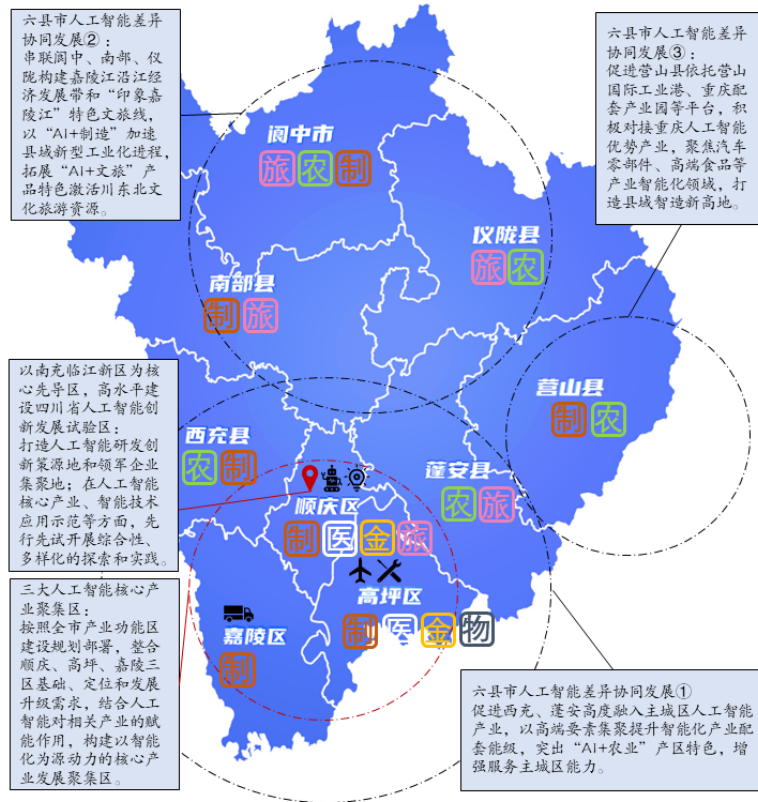 六县市人工智能差异
协同发展②：
串联阆中、南部、仪
陇构建嘉陵江沿江经
济发展带和“印象嘉
陵江”特色文旅线，
以“AI+制造”加速
县域新型工业化进程，
拓展“AI+文旅”产
品特色激活川东北文
化旅游资源。
六县市人工智能差异
协同发展③：
促进营山县依托营山
国际工业港、重庆配
套产业园等平台，积
极对接重庆人工智能
优势产业，聚焦汽车
零部件、高端食品等
产业智能化领域，打
造县域智造新高地。
阆中市
旅农制
仪陇县
旅农
南部县
制旅
营山县
制农
以南充临江新区为核
心先导区，高水平建
设四川省人工智能创
新发展试验区：
打造人工智能研发创
新策源地和领军企业
集聚地；在人工智能
核心产业、智能技术
应用示范等方面，先
行先试开展综合性、
多样化的探索和实践。
西充县
农制
蓬安县
农旅
顺庆区
制医金旅
高坪区
制医金物
嘉陵区
制
三大人工智能核心产
业聚集区：
按照全市产业功能区
建设规划部署，整合
顺庆、高坪、嘉陵三
区基础、定位和发展
升级需求，结合人工
智能对相关产业的赋
能作用，构建以智能
化为源动力的核心产
业发展聚集区。
六县市人工智能差异协同发展①
促进西充、蓬安高度融入主城区人工智能
产业，以高端要素集聚提升智能化产业配
套能级，突出“AI+农业”产区特色，增
强服务主城区能力。